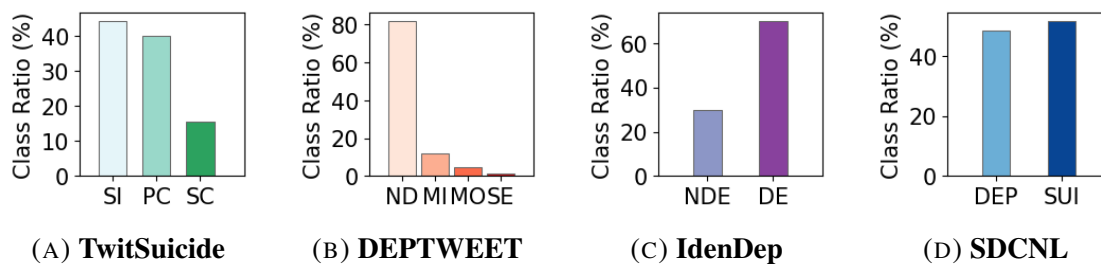 Class Ratio (%)
40
30
20
10
0
SI PC SC
(A) TwitSuicide
Class Ratio (%)
80
60
40
20
0
ND MI MO SE
(B) DEPTWEET
Class Ratio (%)
60
40
20
0
NDE DE
(C) IdenDep
Class Ratio (%)
40
20
0
DEP SUI
(D) SDCNL